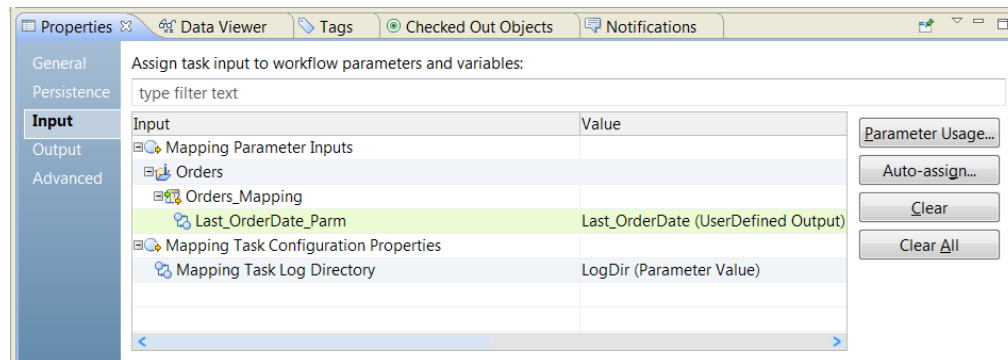 Properties Data Viewer Tags Checked Out Objects Notifications
General
Persistence
Input
Output
Advanced
Assign task input to workflow parameters and variables:
type filter text
Input Value
Mapping Parameter Inputs
Orders
Orders_Mapping
Last_OrderDate_Parm Last_OrderDate (UserDefined Output)
Mapping Task Configuration Properties
Mapping Task Log Directory LogDir (Parameter Value)
Parameter Usage...
Auto-assign...
Clear
Clear All